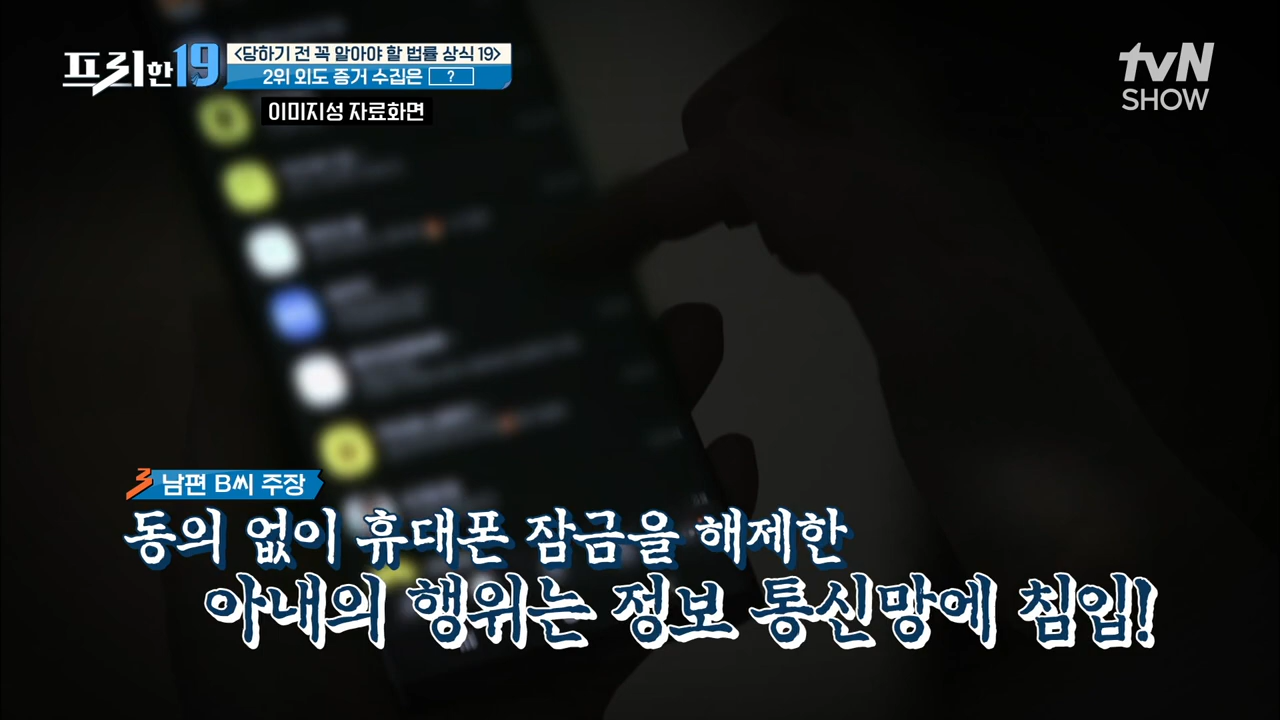 프리한19
<당하기 전 꼭 알아야 할 법률 상식 19>
2위 외도 증거 수집은 ?
이미지성 자료화면
tvN
SHOW
남편 B씨 주장
동의 없이 휴대폰 잠금을 해제한
아내의 행위는 정보 통신망에 침입!